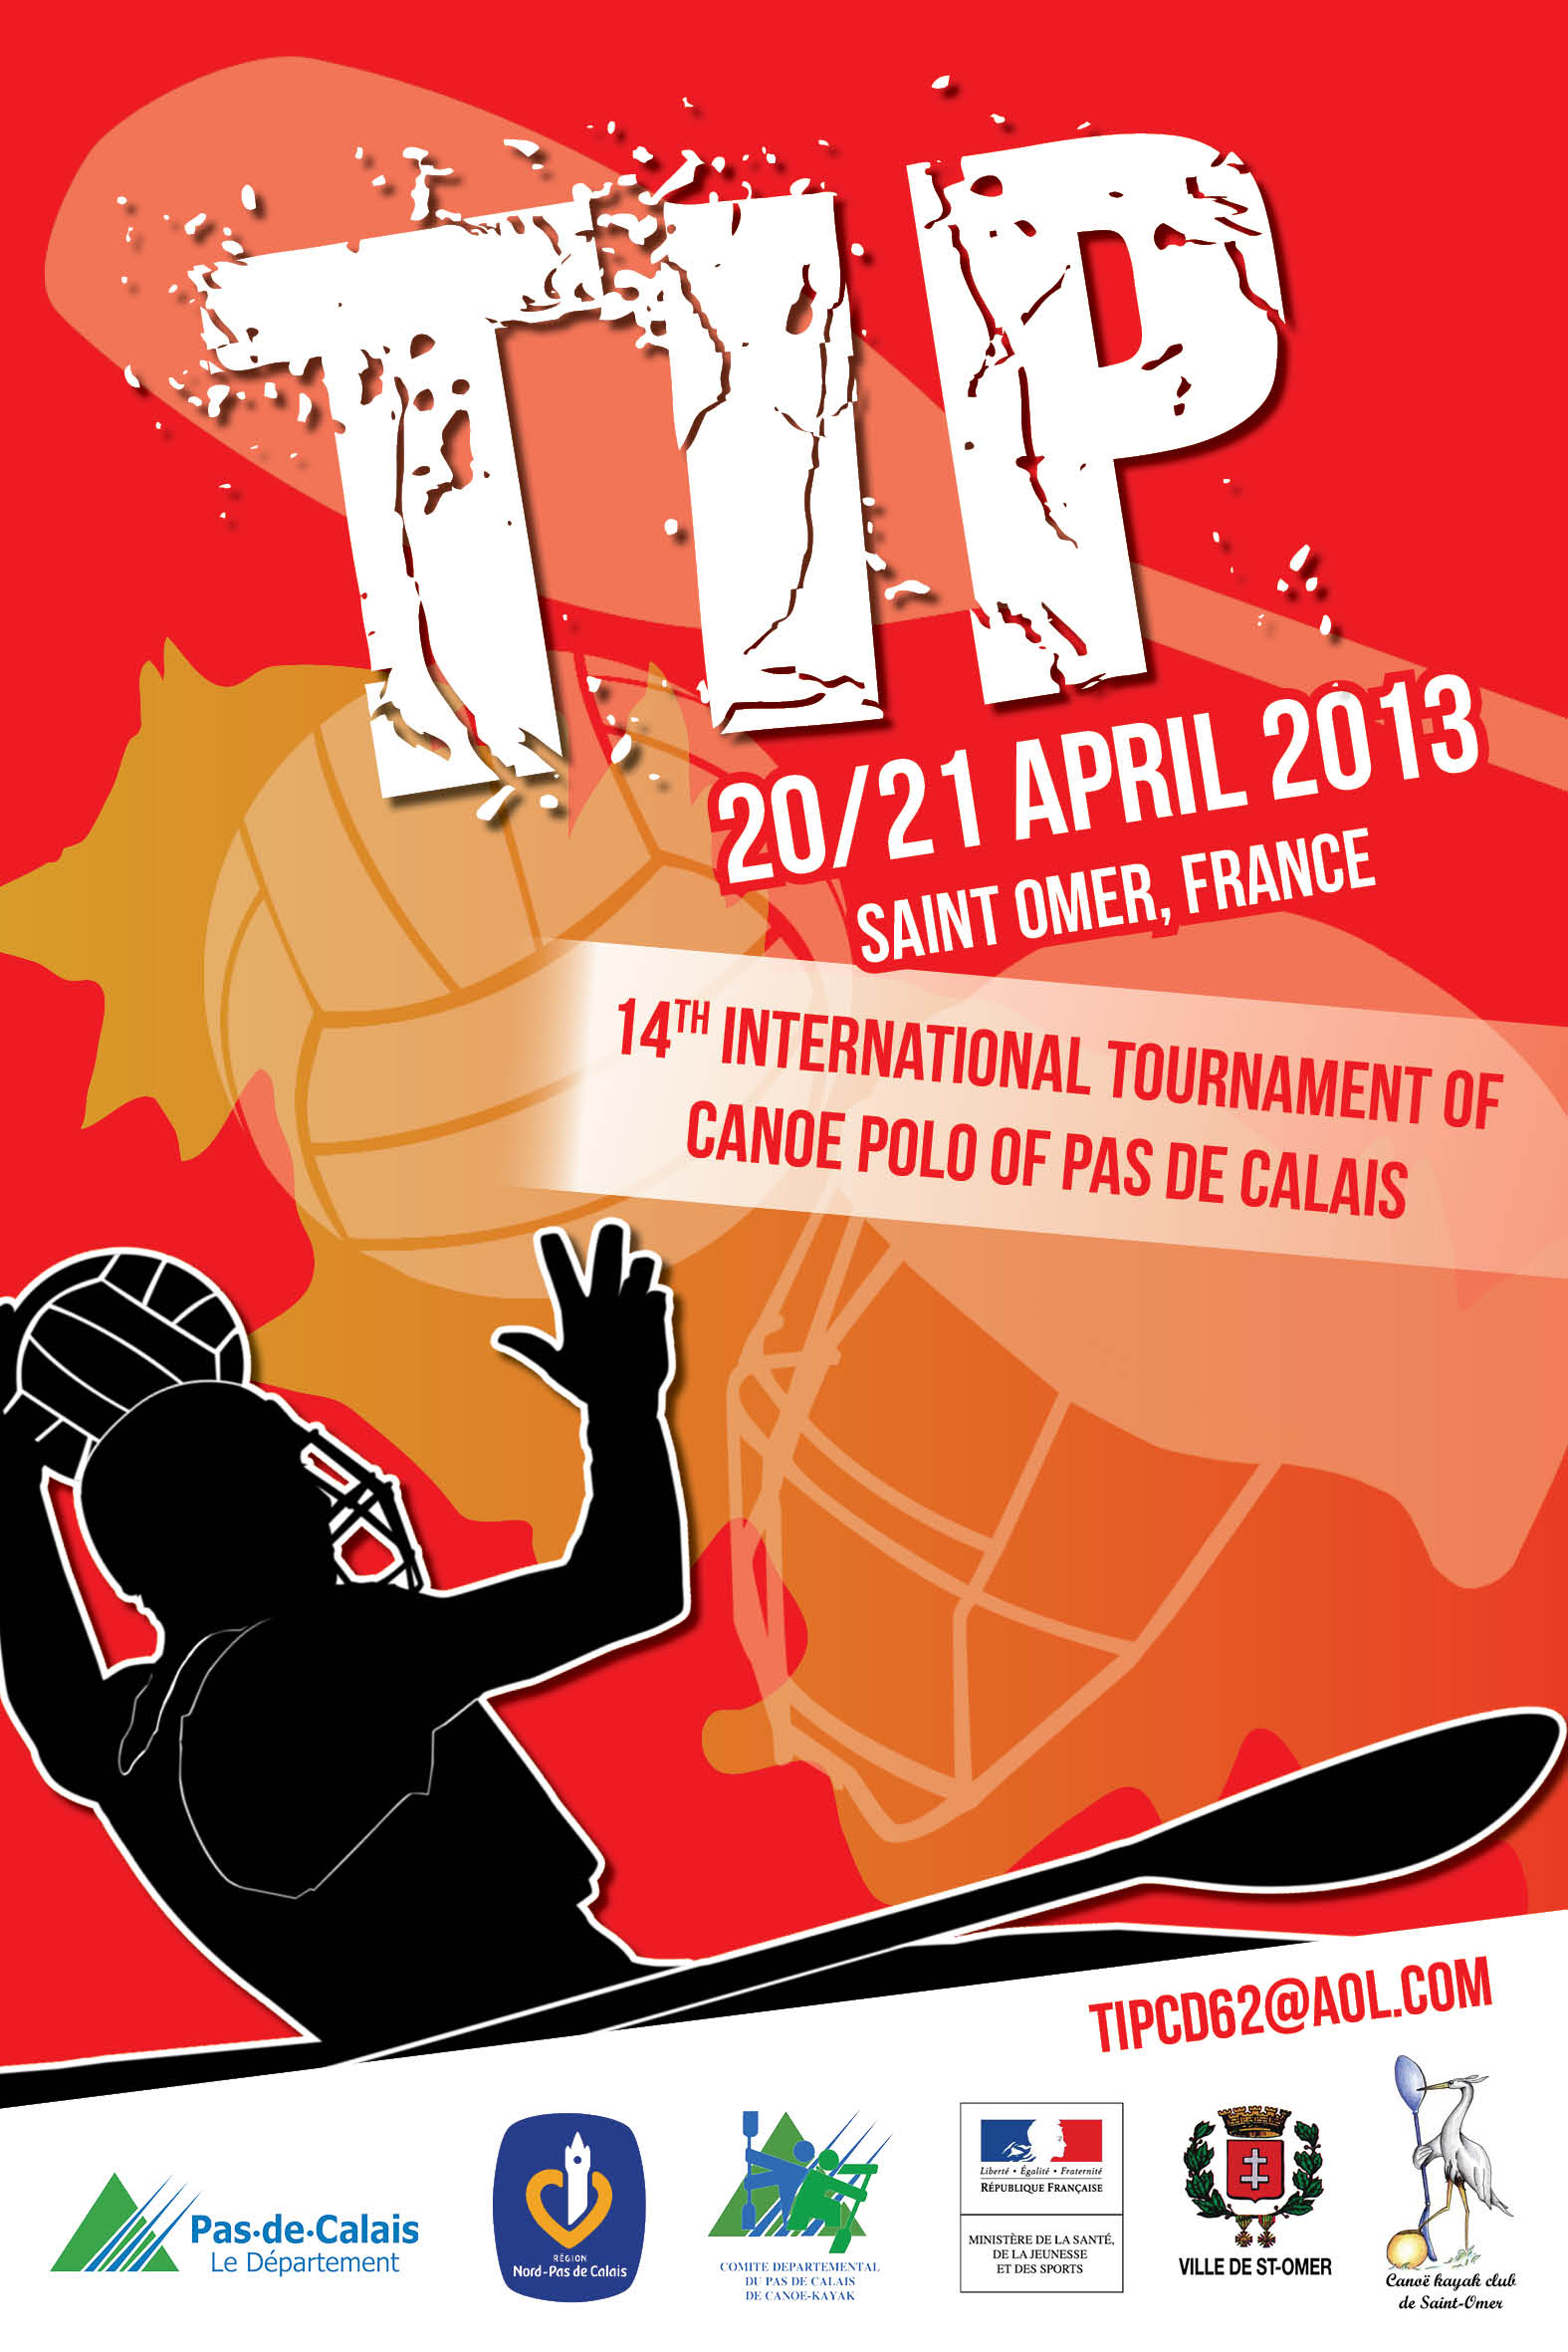 TIP
20/21 APRIL 2013
SAINT OMER, FRANCE
14TH INTERNATIONAL TOURNAMENT OF
CANOE POLO OF PAS DE CALAIS
TIPCD62@AOL.COM
Pas-de-Calais
Le Département
RÉGION
Nord-Pas de Calais
COMITE DEPARTEMENTAL
DU PAS DE CALAIS
DE CANOE-KAYAK
Liberté • Égalité • Fraternité
RÉPUBLIQUE FRANÇAISE
MINISTÈRE DE LA SANTÉ,
DE LA JEUNESSE
ET DES SPORTS
VILLE DE ST-OMER
Canoë kayak club
de Saint-Omer